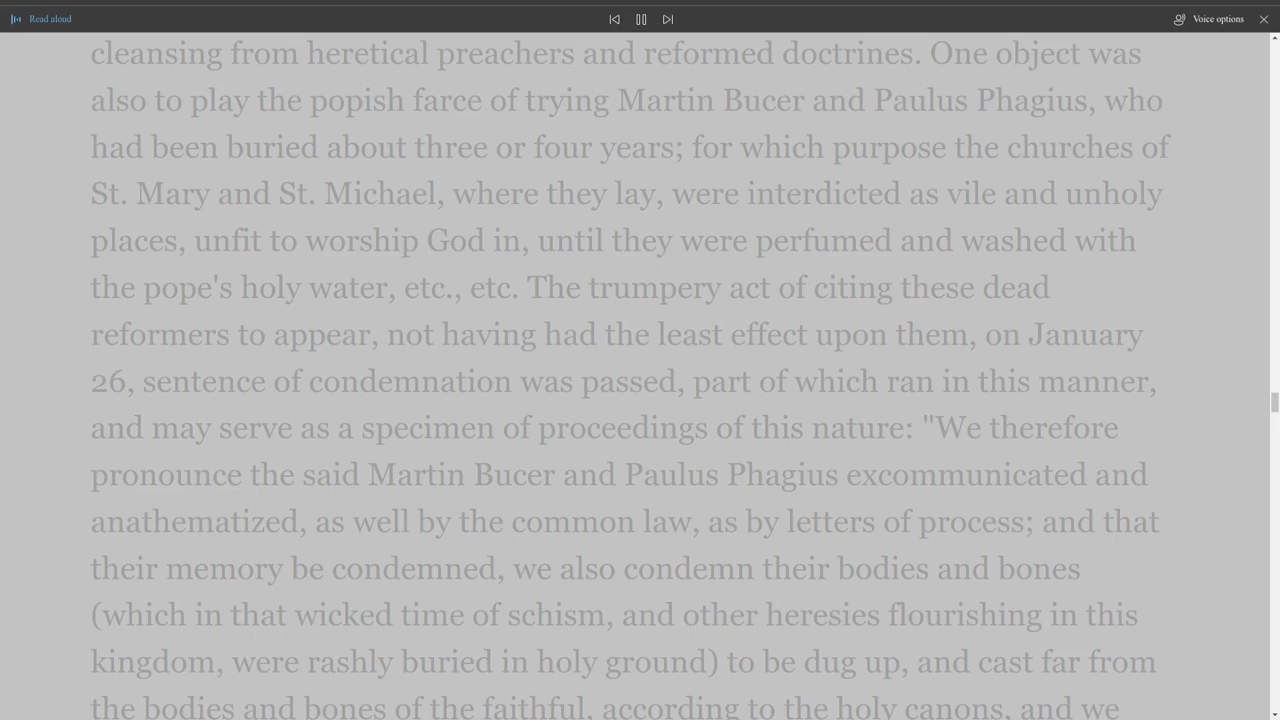 Read aloud
Voice options
cleansing from heretical preachers and reformed doctrines. One object was
also to play the popish farce of trying Martin Bucer and Paulus Phagius, who
had been buried about three or four years; for which purpose the churches of
St. Mary and St. Michael, where they lay, were interdicted as vile and unholy
places, unfit to worship God in, until they were perfumed and washed with
the pope's holy water, etc., etc. The trumpery act of citing these dead
reformers to appear, not having had the least effect upon them, on January
26, sentence of condemnation was passed, part of which ran in this manner,
and may serve as a specimen of proceedings of this nature: "We therefore
pronounce the said Martin Bucer and Paulus Phagius excommunicated and
anathematized, as well by the common law, as by letters of process; and that
their memory be condemned, we also condemn their bodies and bones
(which in that wicked time of schism, and other heresies flourishing in this
kingdom, were rashly buried in holy ground) to be dug up, and cast far from
the bodies and bones of the faithful, according to the holy canons, and we